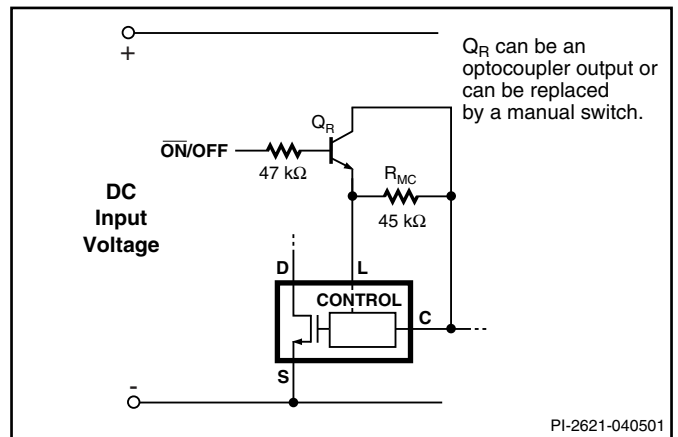 +
Q_R can be an
optocoupler output or
can be replaced
by a manual switch.
Q_R
O̅N̅/OFF
47 kΩ
R_MC
45 kΩ
DC
Input
Voltage
D
L
CONTROL
C
S
-
PI-2621-040501